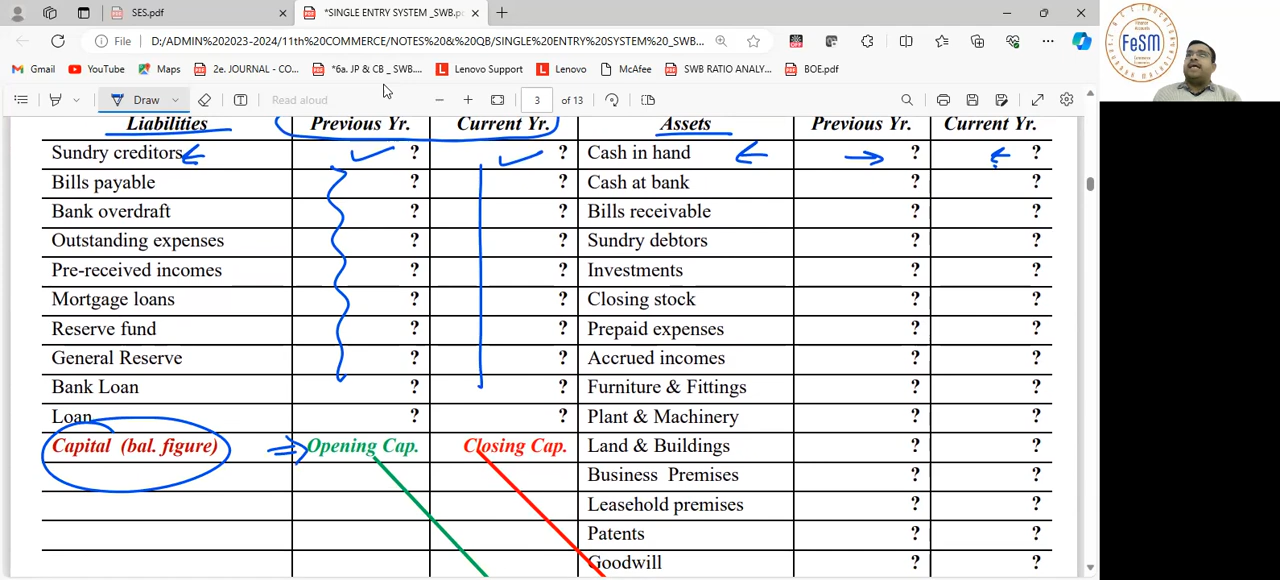 SES.pdf
*SINGLE ENTRY SYSTEM _SWB.p
File D:/ADMIN%202023-2024/11th%20COMMERCE/NOTES%20&%20QB/SINGLE%20ENTRY%20SYSTEM%20_SWB...
Gmail YouTube Maps 2e. JOURNAL - CO... *6a. JP & CB _ SWB.... Lenovo Support Lenovo McAfee SWB RATIO ANALY... BOE.pdf
Draw Read aloud 3 of 13
Liabilities Previous Yr. Current Yr. Assets Previous Yr. Current Yr.
Sundry creditors ? ? Cash in hand ? ?
Bills payable ? ? Cash at bank ? ?
Bank overdraft ? ? Bills receivable ? ?
Outstanding expenses ? ? Sundry debtors ? ?
Pre-received incomes ? ? Investments ? ?
Mortgage loans ? ? Closing stock ? ?
Reserve fund ? ? Prepaid expenses ? ?
General Reserve ? ? Accrued incomes ? ?
Bank Loan ? ? Furniture & Fittings ? ?
Loan ? ? Plant & Machinery ? ?
Capital (bal. figure) Opening Cap. Closing Cap. Land & Buildings ? ?
Business Premises ? ?
Leasehold premises ? ?
Patents ? ?
Goodwill ? ?
FeSM